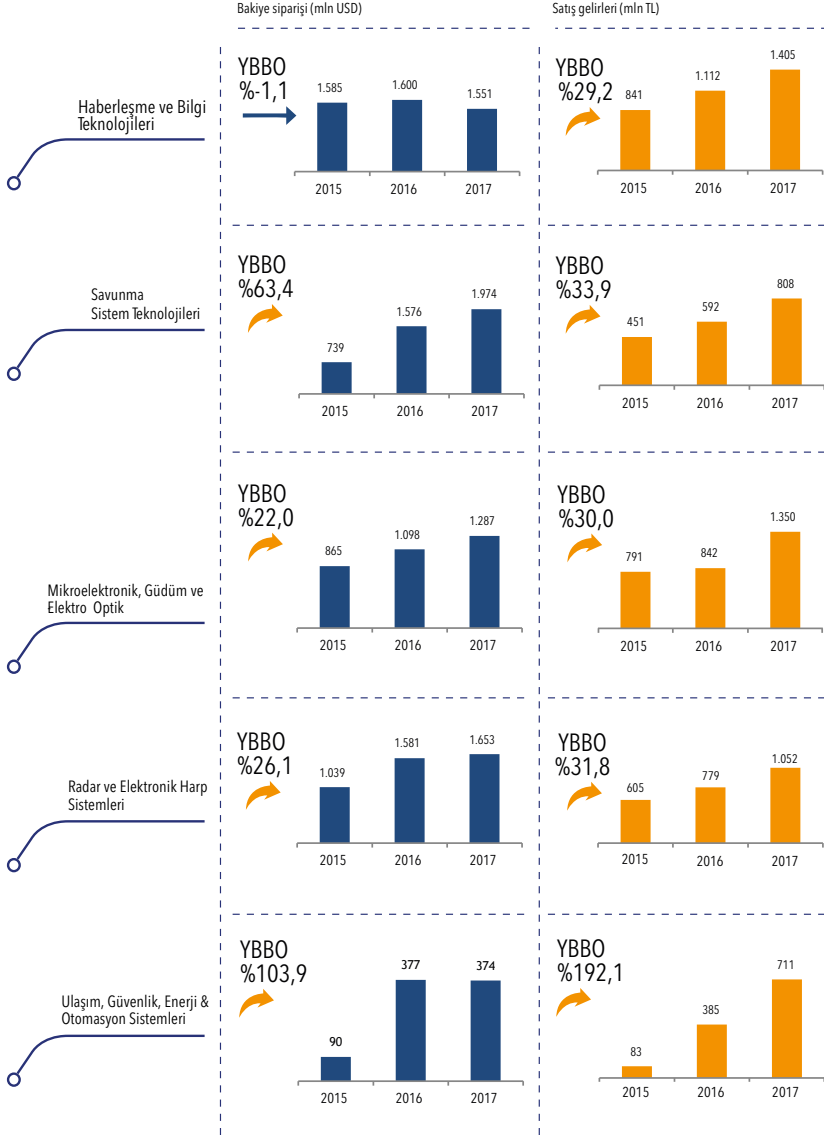 Bakiye siparişi (mln USD)
Satış gelirleri (mln TL)
Haberleşme ve Bilgi
Teknolojileri
YBBO
%-1,1
1.585
1.600
1.551
2015 2016 2017
YBBO
%29,2
841
1.112
1.405
2015 2016 2017
Savunma
Sistem Teknolojileri
YBBO
%63,4
739
1.576
1.974
2015 2016 2017
YBBO
%33,9
451
592
808
2015 2016 2017
Mikroelektronik, Güdüm ve
Elektro Optik
YBBO
%22,0
865
1.098
1.287
2015 2016 2017
YBBO
%30,0
791
842
1.350
2015 2016 2017
Radar ve Elektronik Harp
Sistemleri
YBBO
%26,1
1.039
1.581
1.653
2015 2016 2017
YBBO
%31,8
605
779
1.052
2015 2016 2017
Ulaşım, Güvenlik, Enerji &
Otomasyon Sistemleri
YBBO
%103,9
90
377
374
2015 2016 2017
YBBO
%192,1
83
385
711
2015 2016 2017